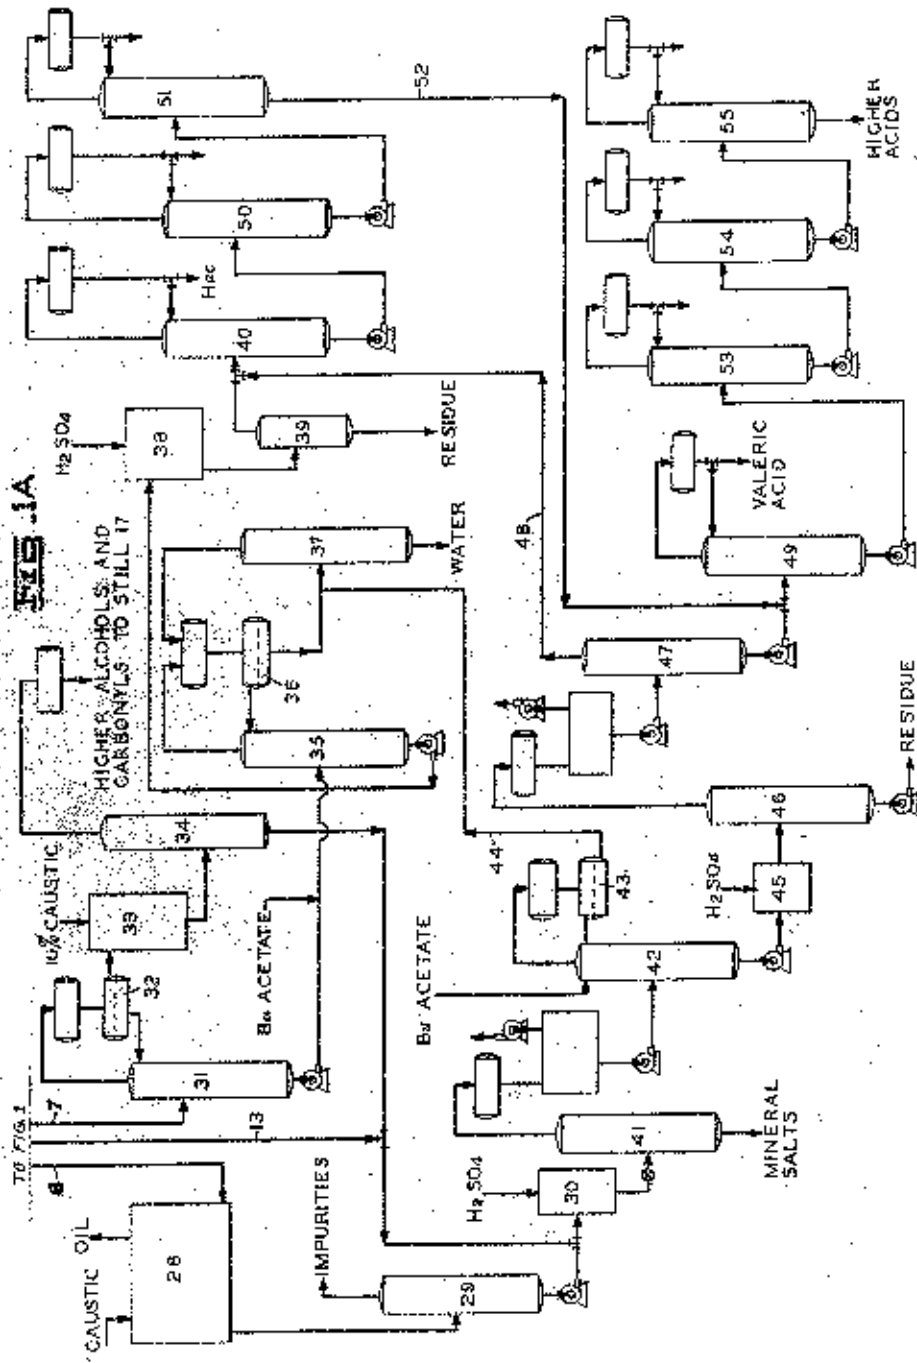 FIG. 1A
TO FIG. 1
8
7
13
OIL
CAUSTIC
28
10% CAUSTIC
33
32
31
34
HIGHER ALCOHOLS AND
CARBONYLS TO STILL 17
Ba ACETATE
IMPURITIES
29
H2SO4
30
41
MINERAL
SALTS
35
36
37
WATER
H2SO4
38
39
RESIDUE
40
HAc
50
51
52
Ba ACETATE
42
43
44
H2SO4
45
46
RESIDUE
47
48
49
VALERIC
ACID
53
54
55
HIGHER
ACIDS